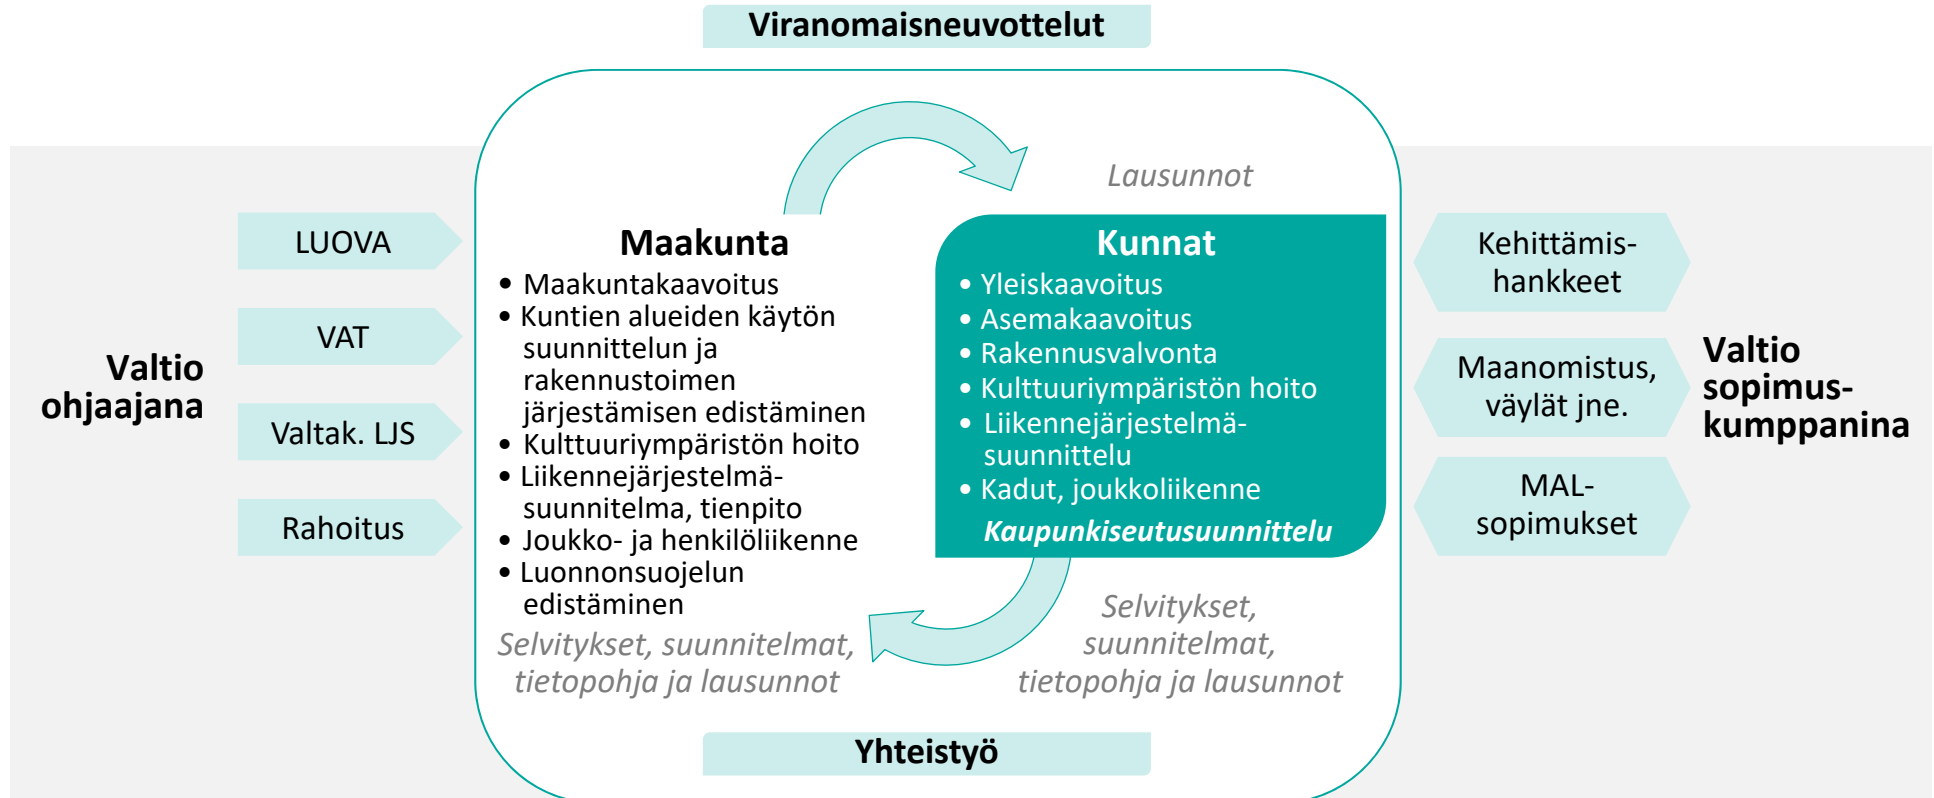 Viranomaisneuvottelut
Valtio
ohjaajana
LUOVA
VAT
Valtak. LJS
Rahoitus
Maakunta
• Maakuntakaavoitus
• Kuntien alueiden käytön
suunnittelun ja
rakennustoimen
järjestämisen edistäminen
• Kulttuuriympäristön hoito
• Liikennejärjestelmä-
suunnitelma, tienpito
• Joukko- ja henkilöliikenne
• Luonnonsuojelun
edistäminen
Selvitykset, suunnitelmat,
tietopohja ja lausunnot
Lausunnot
Kunnat
• Yleiskaavoitus
• Asemakaavoitus
• Rakennusvalvonta
• Kulttuuriympäristön hoito
• Liikennejärjestelmä-
suunnittelu
• Kadut, joukkoliikenne
Kaupunkiseutusuunnittelu
Selvitykset,
suunnitelmat,
tietopohja ja lausunnot
Kehittämis-
hankkeet
Maanomistus,
väylät jne.
MAL-
sopimukset
Valtio
sopimus-
kumppanina
Yhteistyö